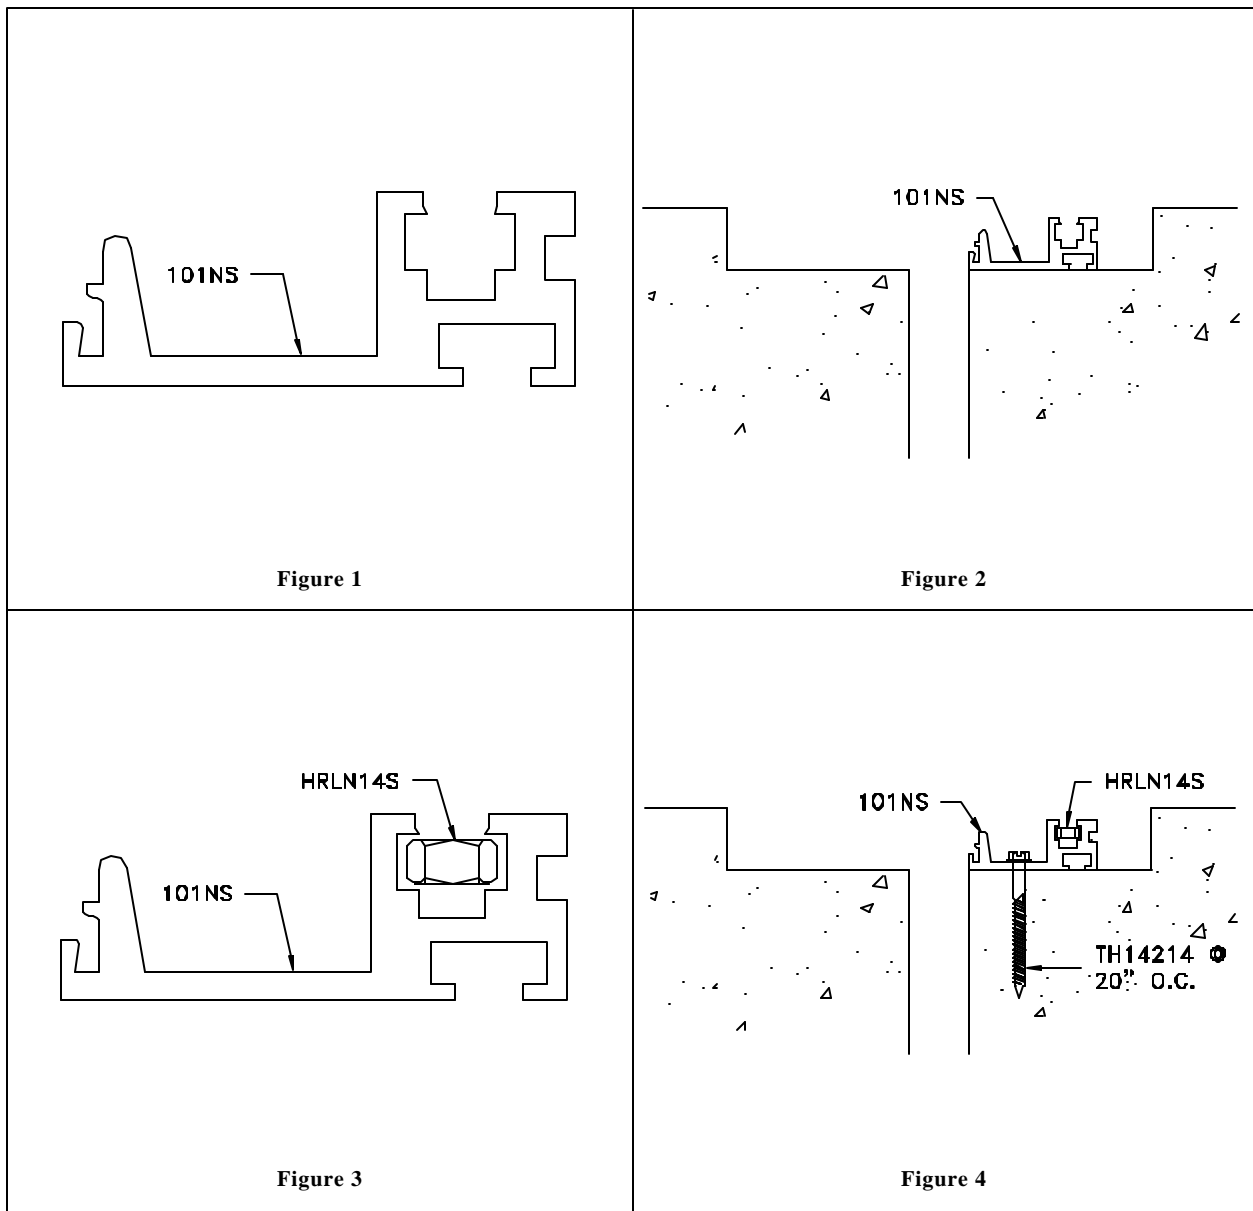 101NS
Figure 1
101NS
Figure 2
HRLN14S
101NS
Figure 3
HRLN14S
101NS
TH14214 @
20" O.C.
Figure 4